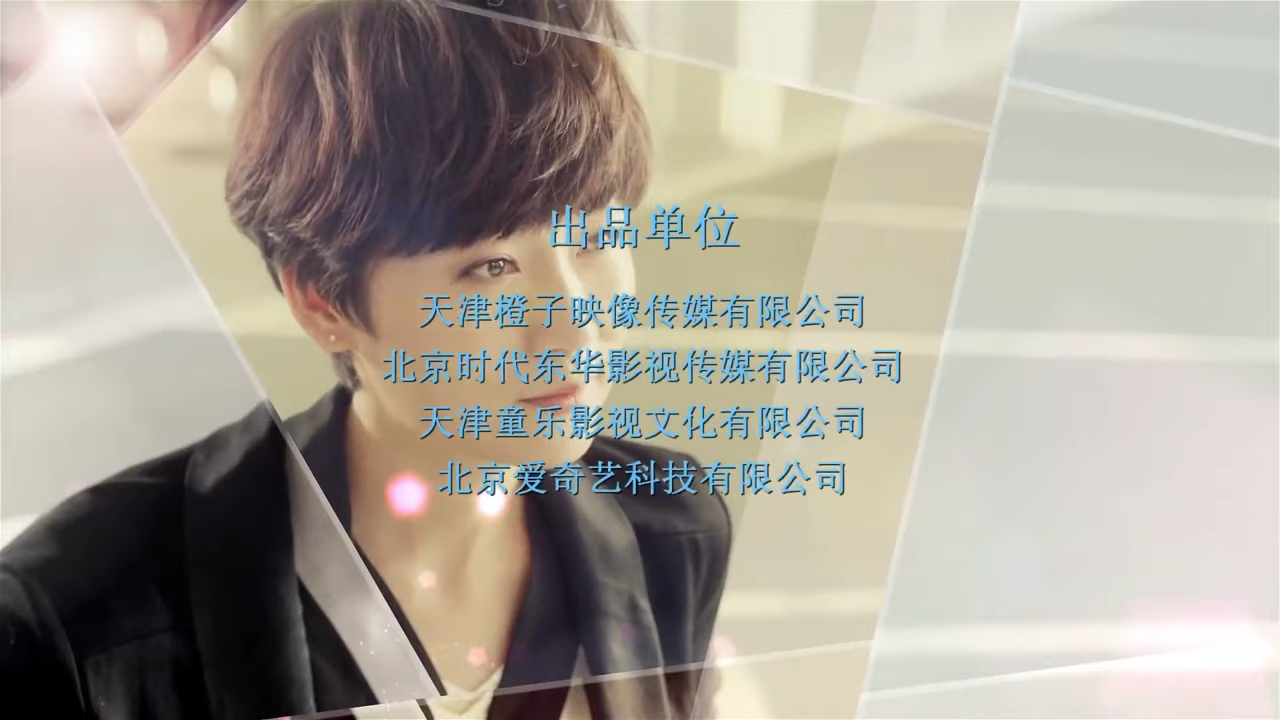 出品单位
天津橙子映像传媒有限公司
北京时代东华影视传媒有限公司
天津童乐影视文化有限公司
北京爱奇艺科技有限公司